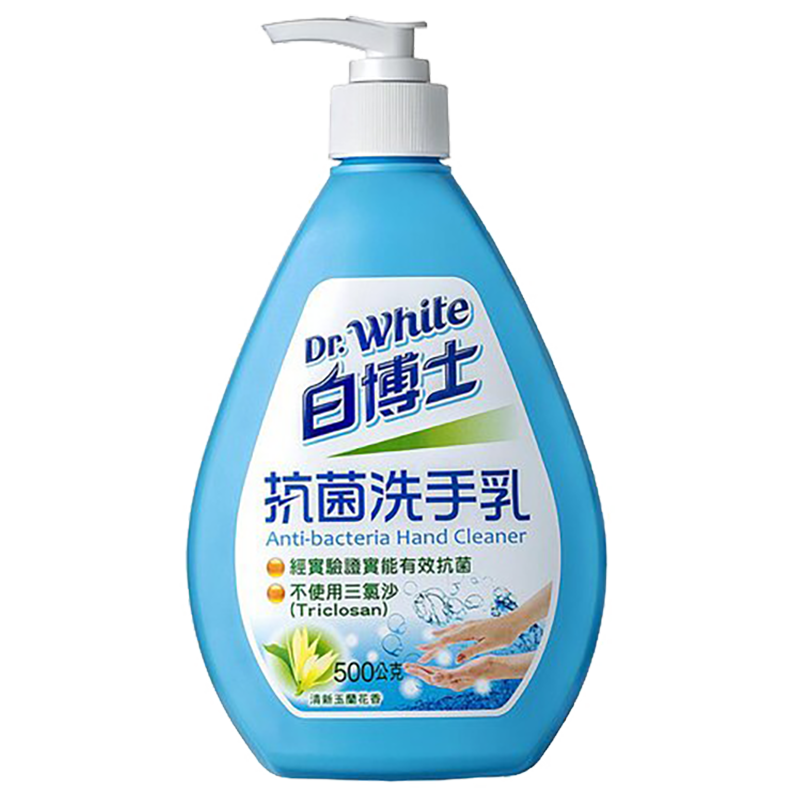 Dr. White
白博士
抗菌洗手乳
Anti-bacteria Hand Cleaner
經實驗證實能有效抗菌
不使用三氯沙
(Triclosan)
500公克
清新玉蘭花香